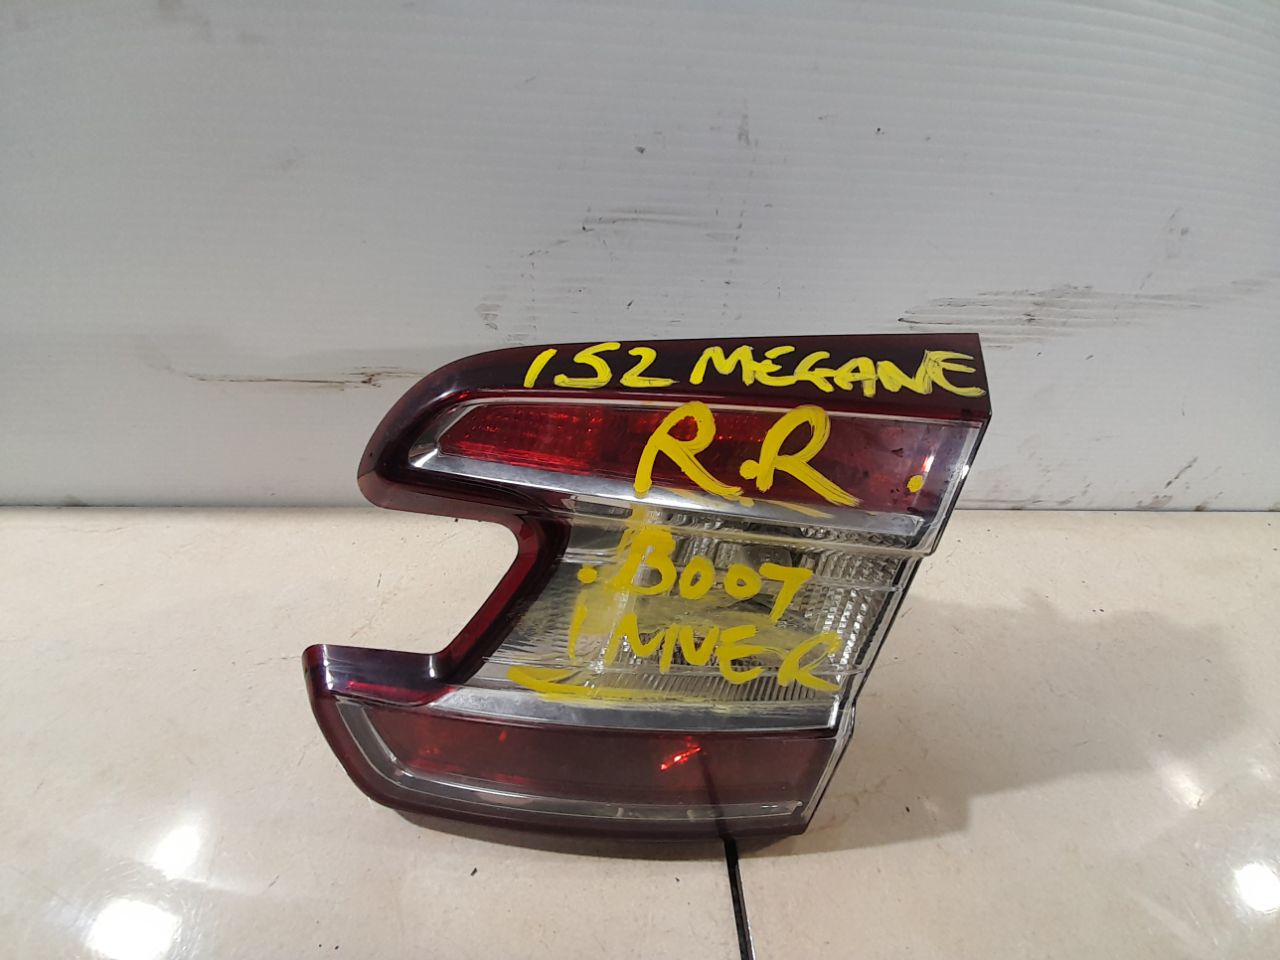 152 MEGANE
R.R.
.BOOT
INNER